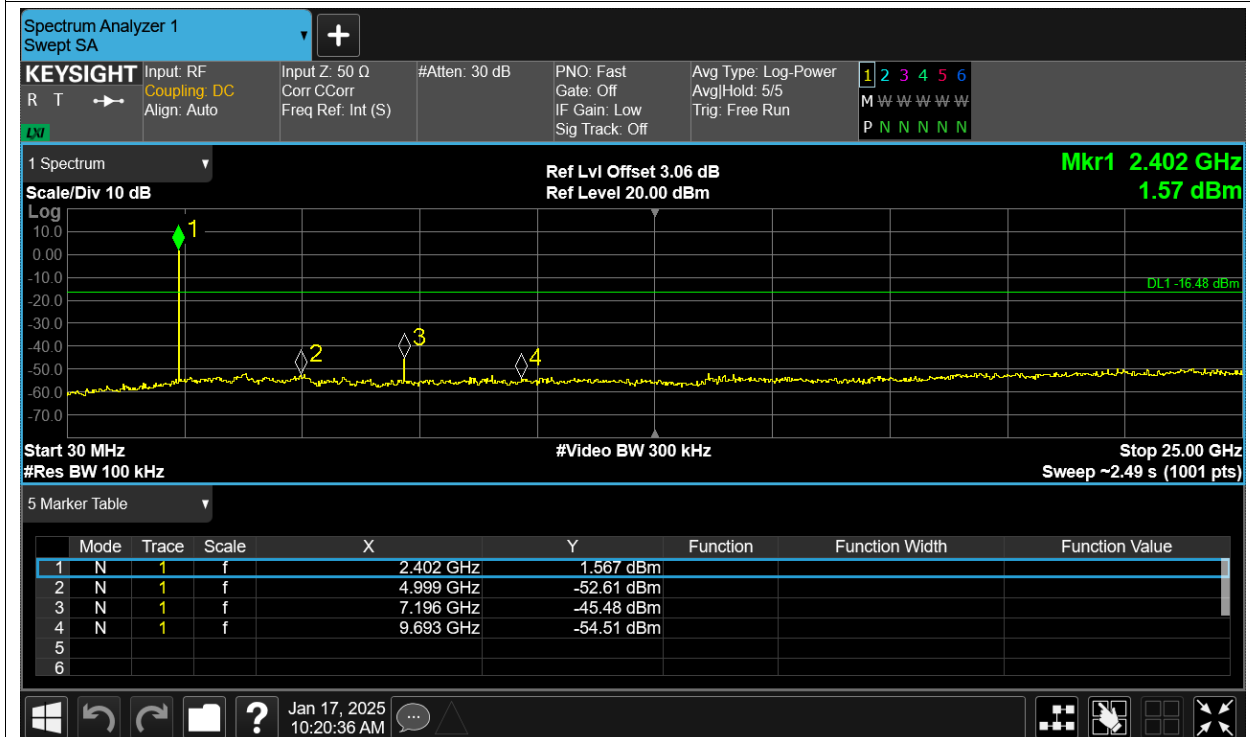 Spectrum Analyzer 1
Swept SA
+
KEYSIGHT
R T
LXI
Input: RF
Coupling: DC
Align: Auto
Input Z: 50 Ω
Corr CCorr
Freq Ref: Int (S)
#Atten: 30 dB
PNO: Fast
Gate: Off
IF Gain: Low
Sig Track: Off
Avg Type: Log-Power
Avg|Hold: 5/5
Trig: Free Run
1 2 3 4 5 6
M W W W W W
P N N N N N
1 Spectrum
Scale/Div 10 dB
Ref Lvl Offset 3.06 dB
Ref Level 20.00 dBm
Mkr1 2.402 GHz
1.57 dBm
Log
10.0
0.00
-10.0
-20.0
-30.0
-40.0
-50.0
-60.0
-70.0
1
2
3
4
DL1 -16.48 dBm
Start 30 MHz
#Video BW 300 kHz
Stop 25.00 GHz
#Res BW 100 kHz
Sweep ~2.49 s (1001 pts)
5 Marker Table
Mode Trace Scale X Y Function Function Width Function Value
1 N 1 f 2.402 GHz 1.567 dBm
2 N 1 f 4.999 GHz -52.61 dBm
3 N 1 f 7.196 GHz -45.48 dBm
4 N 1 f 9.693 GHz -54.51 dBm
5
6
?
Jan 17, 2025
10:20:36 AM